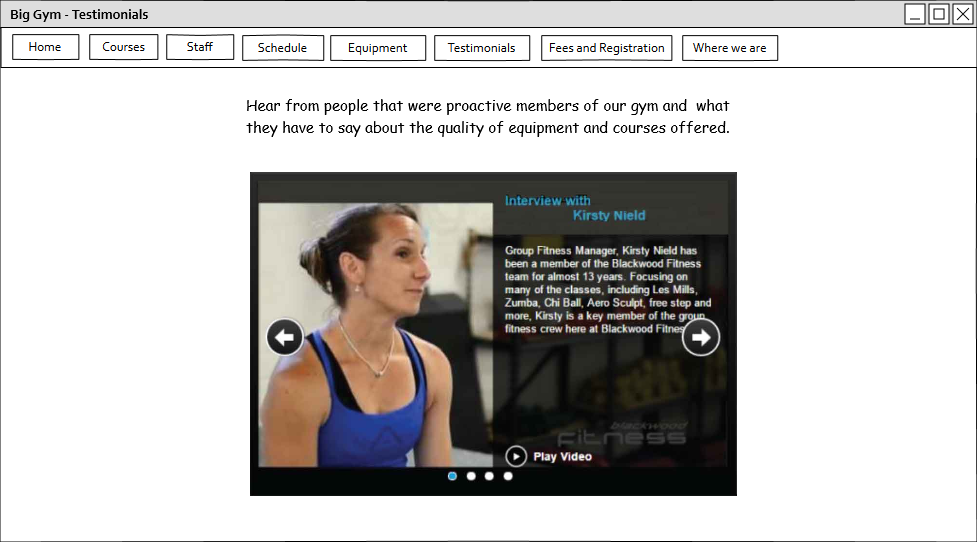 Big Gym - Testimonials
Home Courses Staff Schedule Equipment Testimonials Fees and Registration Where we are
Hear from people that were proactive members of our gym and what
they have to say about the quality of equipment and courses offered.
Interview with
Kirsty Nield
Group Fitness Manager, Kirsty Nield has
been a member of the Blackwood Fitness
team for almost 13 years. Focusing on
many of the classes, including Les Mills,
Zumba, Chi Ball, Aero Sculpt, free step and
more, Kirsty is a key member of the group
fitness crew here at Blackwood Fitnes
blackwood
fitness
Play Video